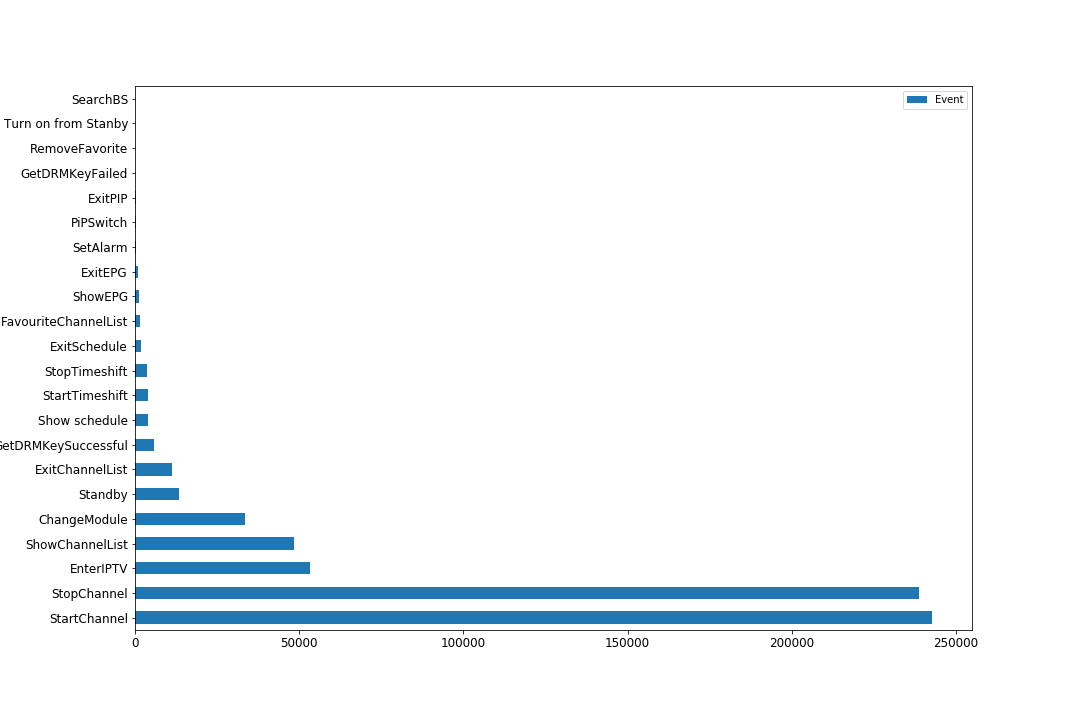 SearchBS
Event
Turn on from Stanby
RemoveFavorite
GetDRMKeyFailed
ExitPIP
PiPSwitch
SetAlarm
ExitEPG
ShowEPG
FavouriteChannelList
ExitSchedule
StopTimeshift
StartTimeshift
Show schedule
GetDRMKeySuccessful
ExitChannelList
Standby
ChangeModule
ShowChannelList
EnterIPTV
StopChannel
StartChannel
0 50000 100000 150000 200000 250000